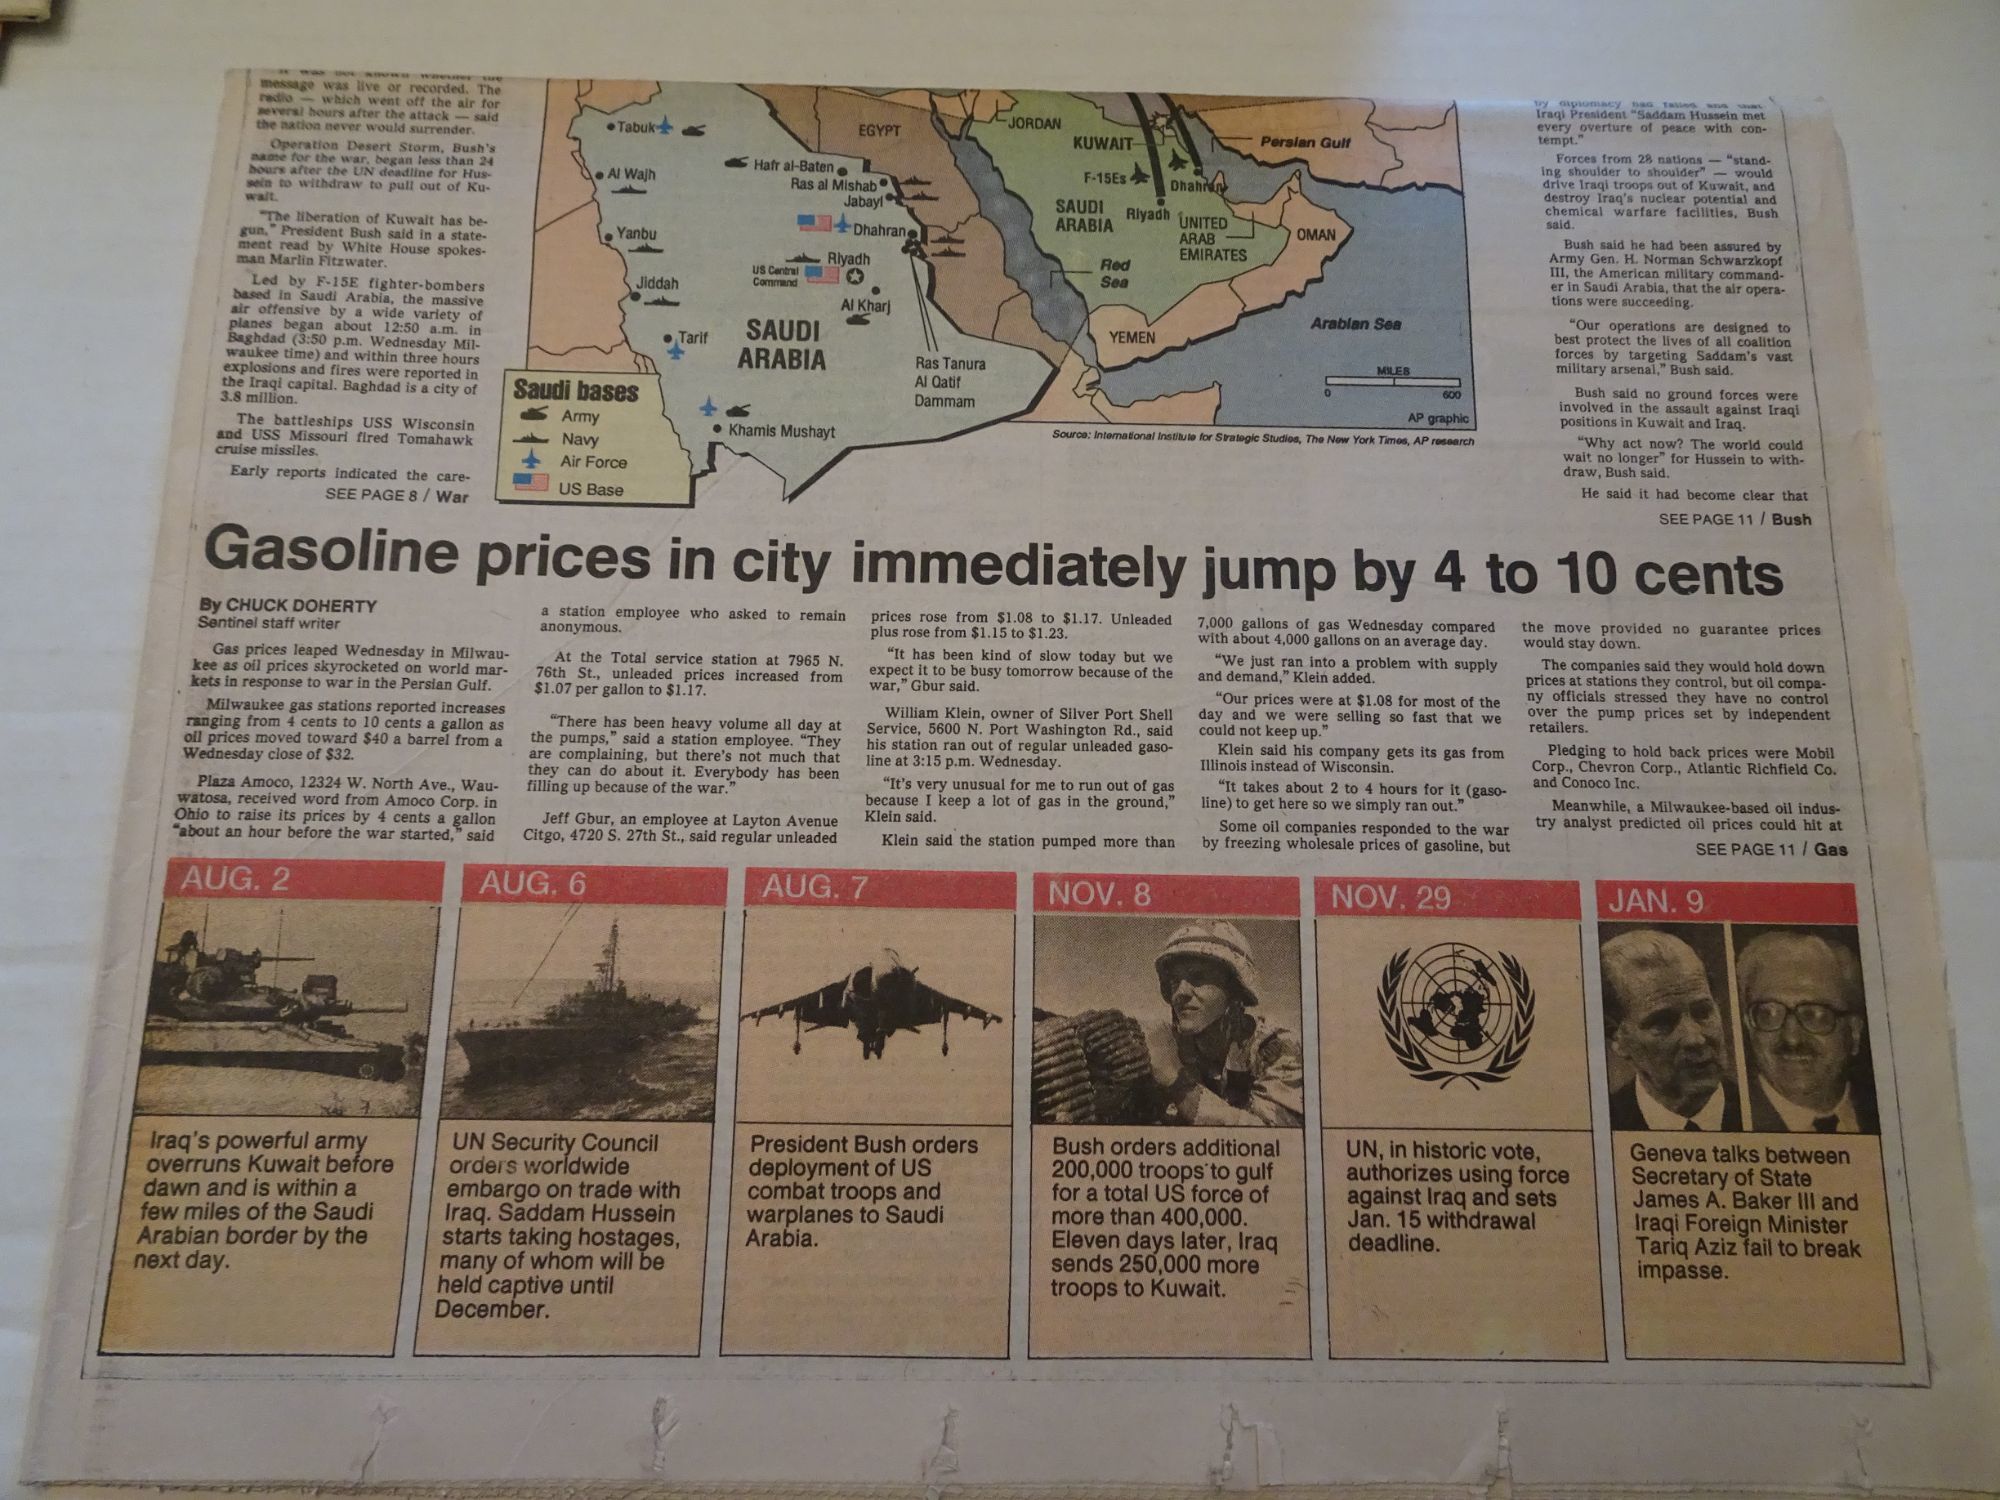 message was live or recorded. The
radio — which went off the air for
several hours after the attack — said
the nation never would surrender.
Operation Desert Storm, Bush's
name for the war, began less than 24
hours after the UN deadline for Hus-
sein to withdraw to pull out of Ku-
wait.
"The liberation of Kuwait has be-
gun," President Bush said in a state-
ment read by White House spokes-
man Marlin Fitzwater.
Led by F-15E fighter-bombers
based in Saudi Arabia, the massive
air offensive by a wide variety of
planes began about 12:50 a.m. in
Baghdad (3:50 p.m. Wednesday Mil-
waukee time) and within three hours
explosions and fires were reported in
the Iraqi capital. Baghdad is a city of
3.8 million.
The battleships USS Wisconsin
and USS Missouri fired Tomahawk
cruise missiles.
Early reports indicated the care-
SEE PAGE 8 / War
Tabuk
Al Wajh
Yanbu
Jiddah
Tarif
Khamis Mushayt
Hafr al-Baten
Ras al Mishab
Jabayl
Dhahran
Riyadh
US Central
Command
Al Kharj
SAUDI
ARABIA
Ras Tanura
Al Qatif
Dammam
Saudi bases
Army
Navy
Air Force
US Base
EGYPT
JORDAN
KUWAIT
Persian Gulf
F-15Es
Dhahran
Riyadh
SAUDI
ARABIA
UNITED
ARAB
EMIRATES
OMAN
Red
Sea
YEMEN
Arabian Sea
MILES
0 600
AP graphic
Source: International Institute for Strategic Studies, The New York Times, AP research
by diplomacy had failed and that
Iraqi President "Saddam Hussein met
every overture of peace with con-
tempt."
Forces from 28 nations — "stand-
ing shoulder to shoulder" — would
drive Iraqi troops out of Kuwait, and
destroy Iraq's nuclear potential and
chemical warfare facilities, Bush
said.
Bush said he had been assured by
Army Gen. H. Norman Schwarzkopf
III, the American military command-
er in Saudi Arabia, that the air opera-
tions were succeeding.
"Our operations are designed to
best protect the lives of all coalition
forces by targeting Saddam's vast
military arsenal," Bush said.
Bush said no ground forces were
involved in the assault against Iraqi
positions in Kuwait and Iraq.
"Why act now? The world could
wait no longer" for Hussein to with-
draw, Bush said.
He said it had become clear that
SEE PAGE 11 / Bush
Gasoline prices in city immediately jump by 4 to 10 cents
By CHUCK DOHERTY
Sentinel staff writer
Gas prices leaped Wednesday in Milwau-
kee as oil prices skyrocketed on world mar-
kets in response to war in the Persian Gulf.
Milwaukee gas stations reported increases
ranging from 4 cents to 10 cents a gallon as
oil prices moved toward $40 a barrel from a
Wednesday close of $32.
Plaza Amoco, 12324 W. North Ave., Wau-
watosa, received word from Amoco Corp. in
Ohio to raise its prices by 4 cents a gallon
"about an hour before the war started," said
a station employee who asked to remain
anonymous.
At the Total service station at 7965 N.
76th St., unleaded prices increased from
$1.07 per gallon to $1.17.
"There has been heavy volume all day at
the pumps," said a station employee. "They
are complaining, but there's not much that
they can do about it. Everybody has been
filling up because of the war."
Jeff Gbur, an employee at Layton Avenue
Citgo, 4720 S. 27th St., said regular unleaded
prices rose from $1.08 to $1.17. Unleaded
plus rose from $1.15 to $1.23.
"It has been kind of slow today but we
expect it to be busy tomorrow because of the
war," Gbur said.
William Klein, owner of Silver Port Shell
Service, 5600 N. Port Washington Rd., said
his station ran out of regular unleaded gaso-
line at 3:15 p.m. Wednesday.
"It's very unusual for me to run out of gas
because I keep a lot of gas in the ground,"
Klein said.
Klein said the station pumped more than
7,000 gallons of gas Wednesday compared
with about 4,000 gallons on an average day.
"We just ran into a problem with supply
and demand," Klein added.
"Our prices were at $1.08 for most of the
day and we were selling so fast that we
could not keep up."
Klein said his company gets its gas from
Illinois instead of Wisconsin.
"It takes about 2 to 4 hours for it (gaso-
line) to get here so we simply ran out."
Some oil companies responded to the war
by freezing wholesale prices of gasoline, but
the move provided no guarantee prices
would stay down.
The companies said they would hold down
prices at stations they control, but oil compa-
ny officials stressed they have no control
over the pump prices set by independent
retailers.
Pledging to hold back prices were Mobil
Corp., Chevron Corp., Atlantic Richfield Co.
and Conoco Inc.
Meanwhile, a Milwaukee-based oil indus-
try analyst predicted oil prices could hit at
SEE PAGE 11 / Gas
AUG. 2
Iraq's powerful army
overruns Kuwait before
dawn and is within a
few miles of the Saudi
Arabian border by the
next day.
AUG. 6
UN Security Council
orders worldwide
embargo on trade with
Iraq. Saddam Hussein
starts taking hostages,
many of whom will be
held captive until
December.
AUG. 7
President Bush orders
deployment of US
combat troops and
warplanes to Saudi
Arabia.
NOV. 8
Bush orders additional
200,000 troops to gulf
for a total US force of
more than 400,000.
Eleven days later, Iraq
sends 250,000 more
troops to Kuwait.
NOV. 29
UN, in historic vote,
authorizes using force
against Iraq and sets
Jan. 15 withdrawal
deadline.
JAN. 9
Geneva talks between
Secretary of State
James A. Baker III and
Iraqi Foreign Minister
Tariq Aziz fail to break
impasse.